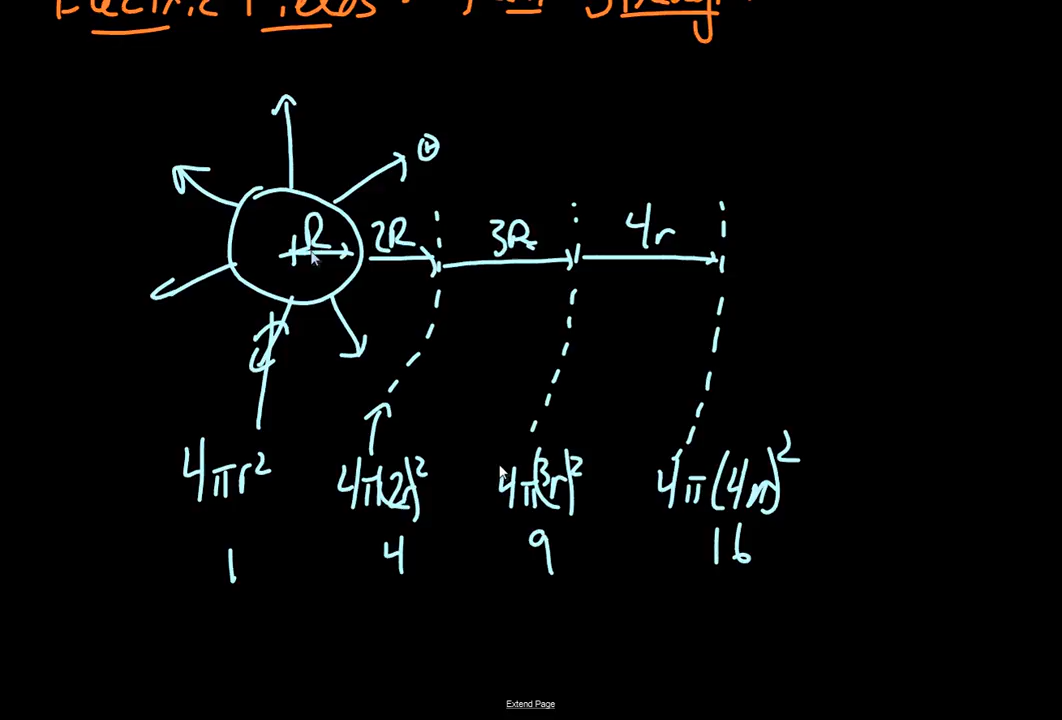 Electric Fields
⊕
+R 2R 3R 4r
4πr² 4π(2r)² 4π(3r)² 4π(4r)²
1 4 9 16
Extend Page